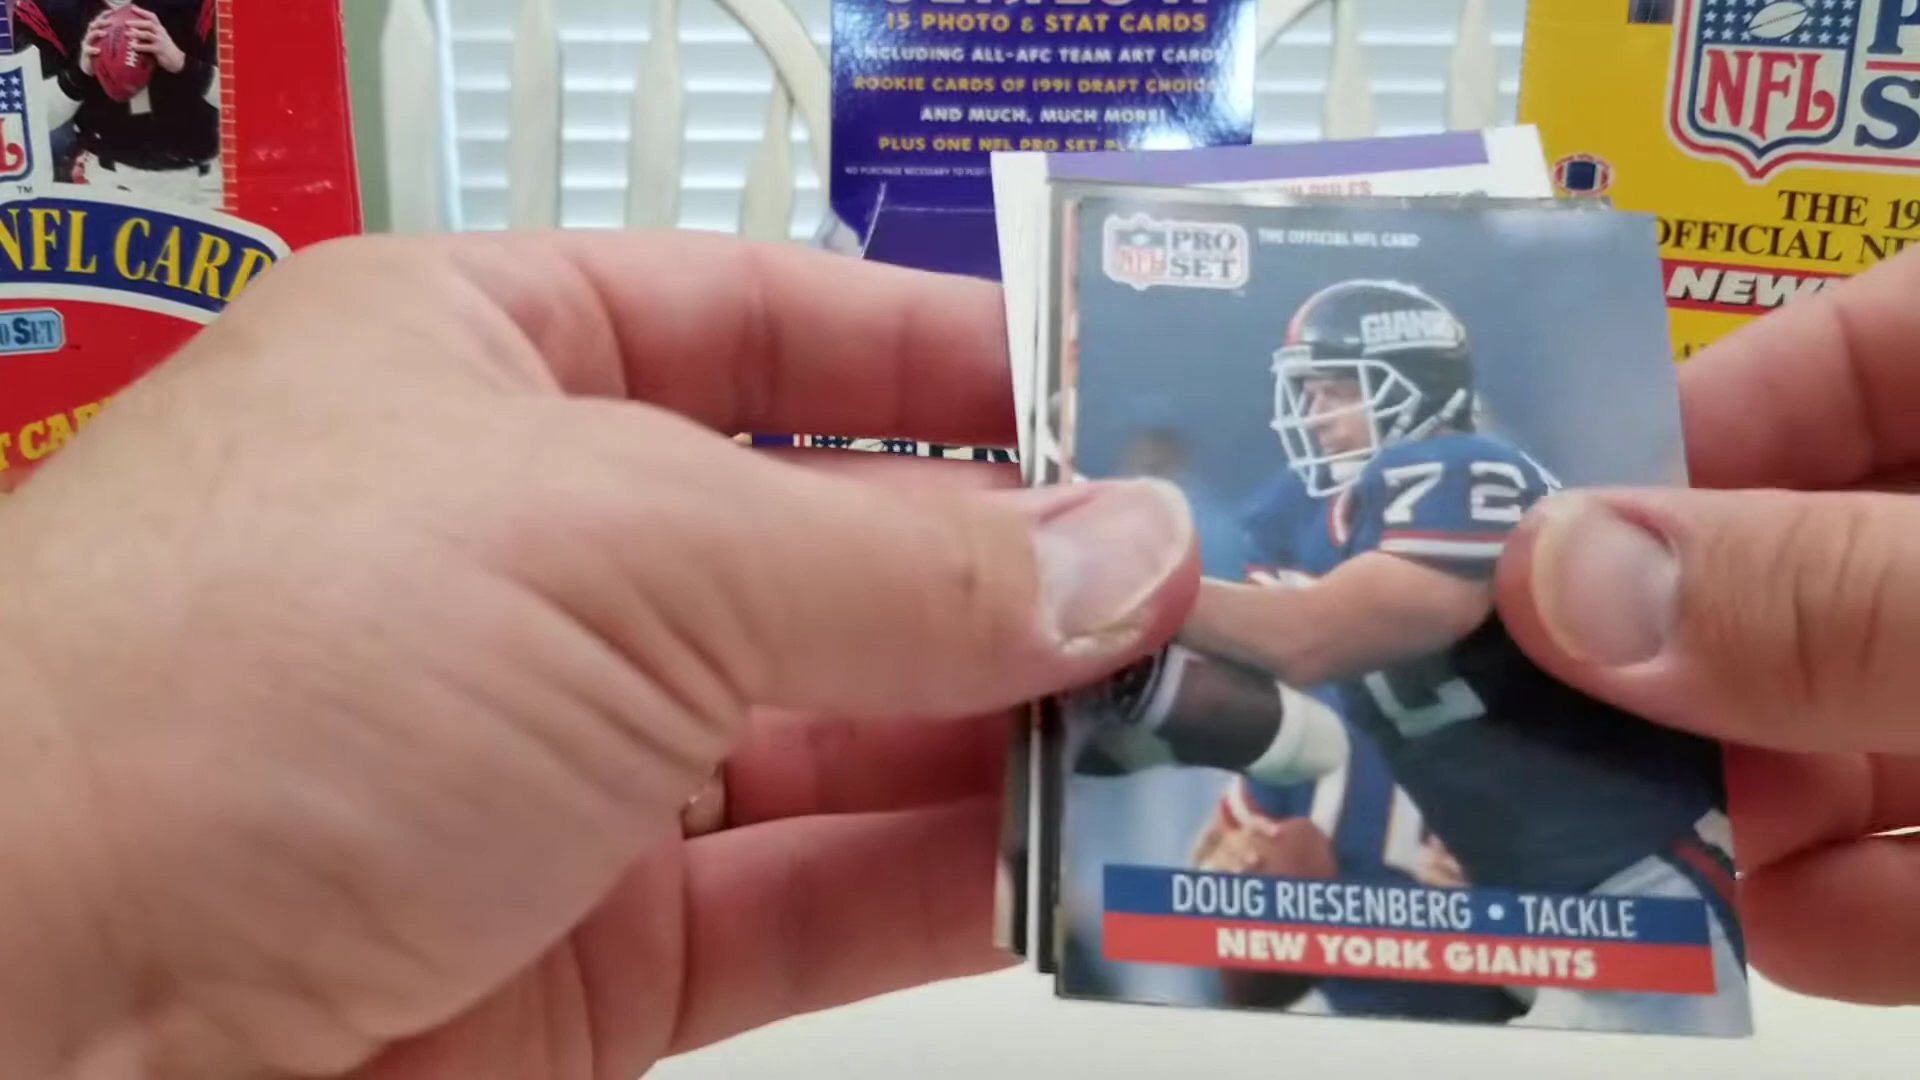 15 PHOTO & STAT CARDS
INCLUDING ALL-AFC TEAM ART CARDS
ROOKIE CARDS OF 1991 DRAFT CHOICES
AND MUCH, MUCH MORE!
PLUS ONE NFL PRO SET
NFL CARD
SET
T CAR
NFL
THE 19
OFFICIAL N
NEW
NFL
PRO
SET
THE OFFICIAL NFL CARD
GIANTS
72
DOUG RIESENBERG • TACKLE
NEW YORK GIANTS